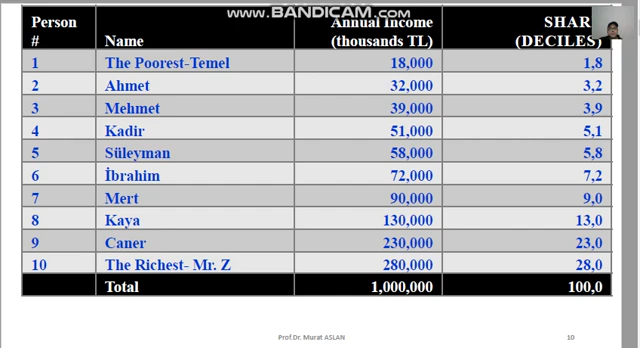 www.BANDICAM.com
Person # Name Annual Income (thousands TL) SHARE (DECILES)
1 The Poorest-Temel 18,000 1,8
2 Ahmet 32,000 3,2
3 Mehmet 39,000 3,9
4 Kadir 51,000 5,1
5 Süleyman 58,000 5,8
6 İbrahim 72,000 7,2
7 Mert 90,000 9,0
8 Kaya 130,000 13,0
9 Caner 230,000 23,0
10 The Richest- Mr. Z 280,000 28,0
Total 1,000,000 100,0
Prof.Dr. Murat ASLAN 10